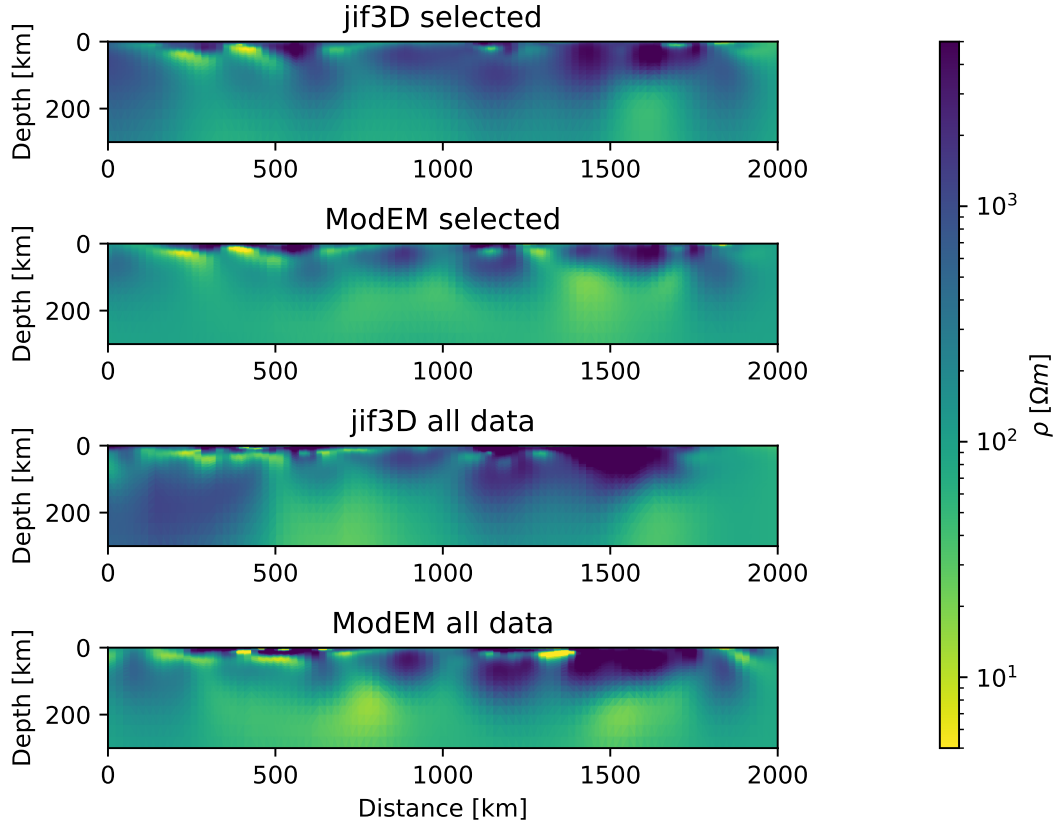 jif3D selected
0
200
Depth [km]
0 500 1000 1500 2000
ModEM selected
0
200
Depth [km]
0 500 1000 1500 2000
jif3D all data
0
200
Depth [km]
0 500 1000 1500 2000
ModEM all data
0
200
Depth [km]
0 500 1000 1500 2000
Distance [km]
10³
10²
10¹
ρ [Ωm]